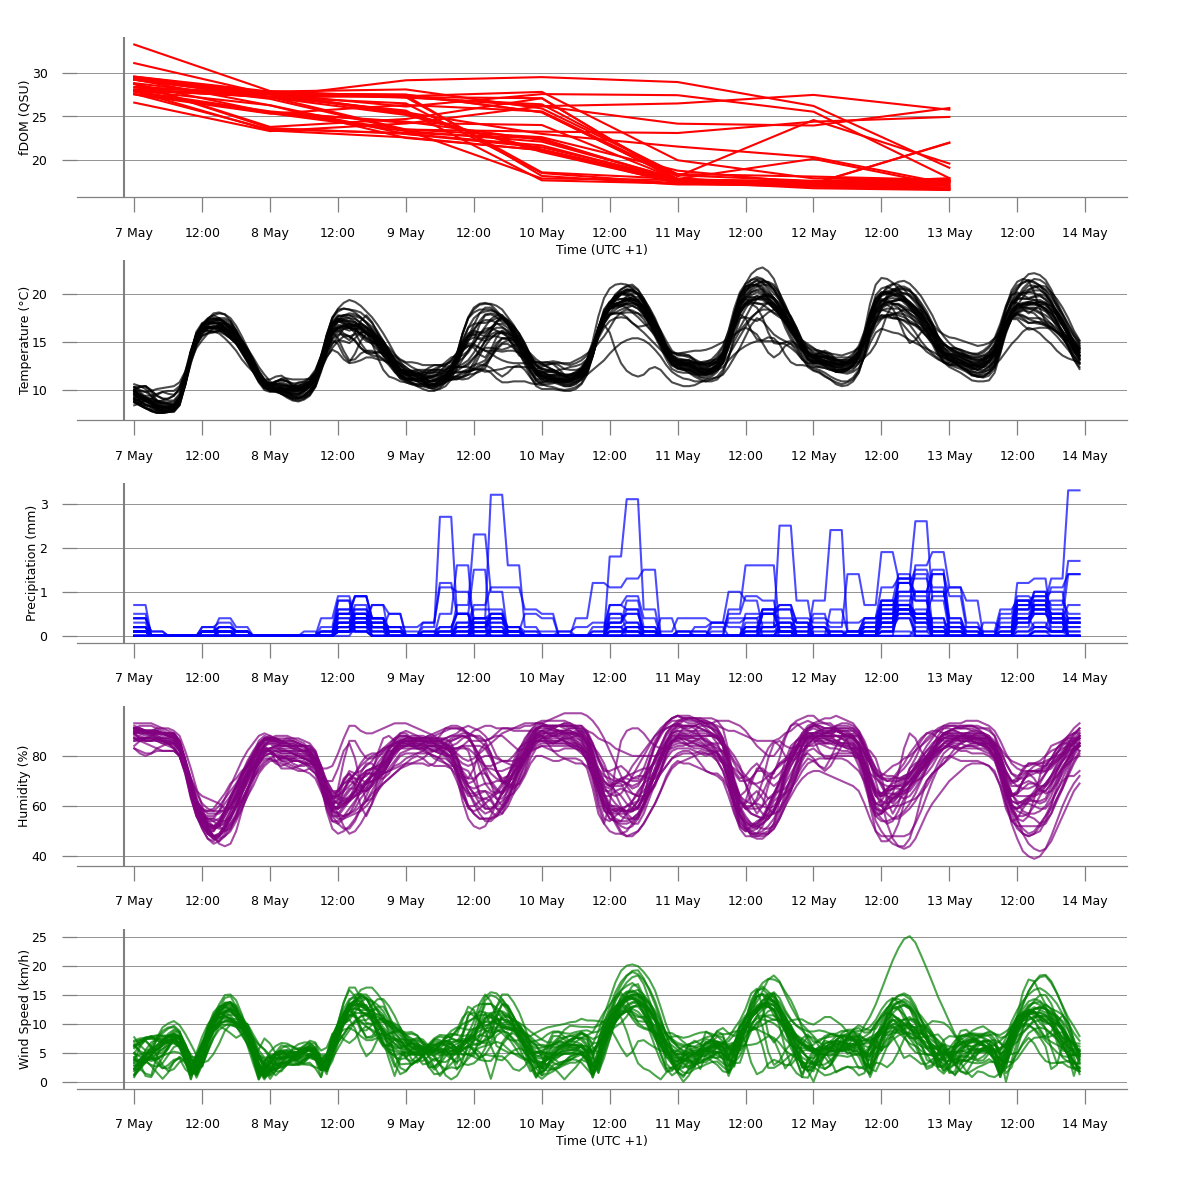 fDOM (QSU)
30
25
20
7 May 12:00 8 May 12:00 9 May 12:00 10 May 12:00 11 May 12:00 12 May 12:00 13 May 12:00 14 May
Time (UTC +1)
Temperature (°C)
20
15
10
7 May 12:00 8 May 12:00 9 May 12:00 10 May 12:00 11 May 12:00 12 May 12:00 13 May 12:00 14 May
Precipitation (mm)
3
2
1
0
7 May 12:00 8 May 12:00 9 May 12:00 10 May 12:00 11 May 12:00 12 May 12:00 13 May 12:00 14 May
Humidity (%)
80
60
40
7 May 12:00 8 May 12:00 9 May 12:00 10 May 12:00 11 May 12:00 12 May 12:00 13 May 12:00 14 May
Wind Speed (km/h)
25
20
15
10
5
0
7 May 12:00 8 May 12:00 9 May 12:00 10 May 12:00 11 May 12:00 12 May 12:00 13 May 12:00 14 May
Time (UTC +1)